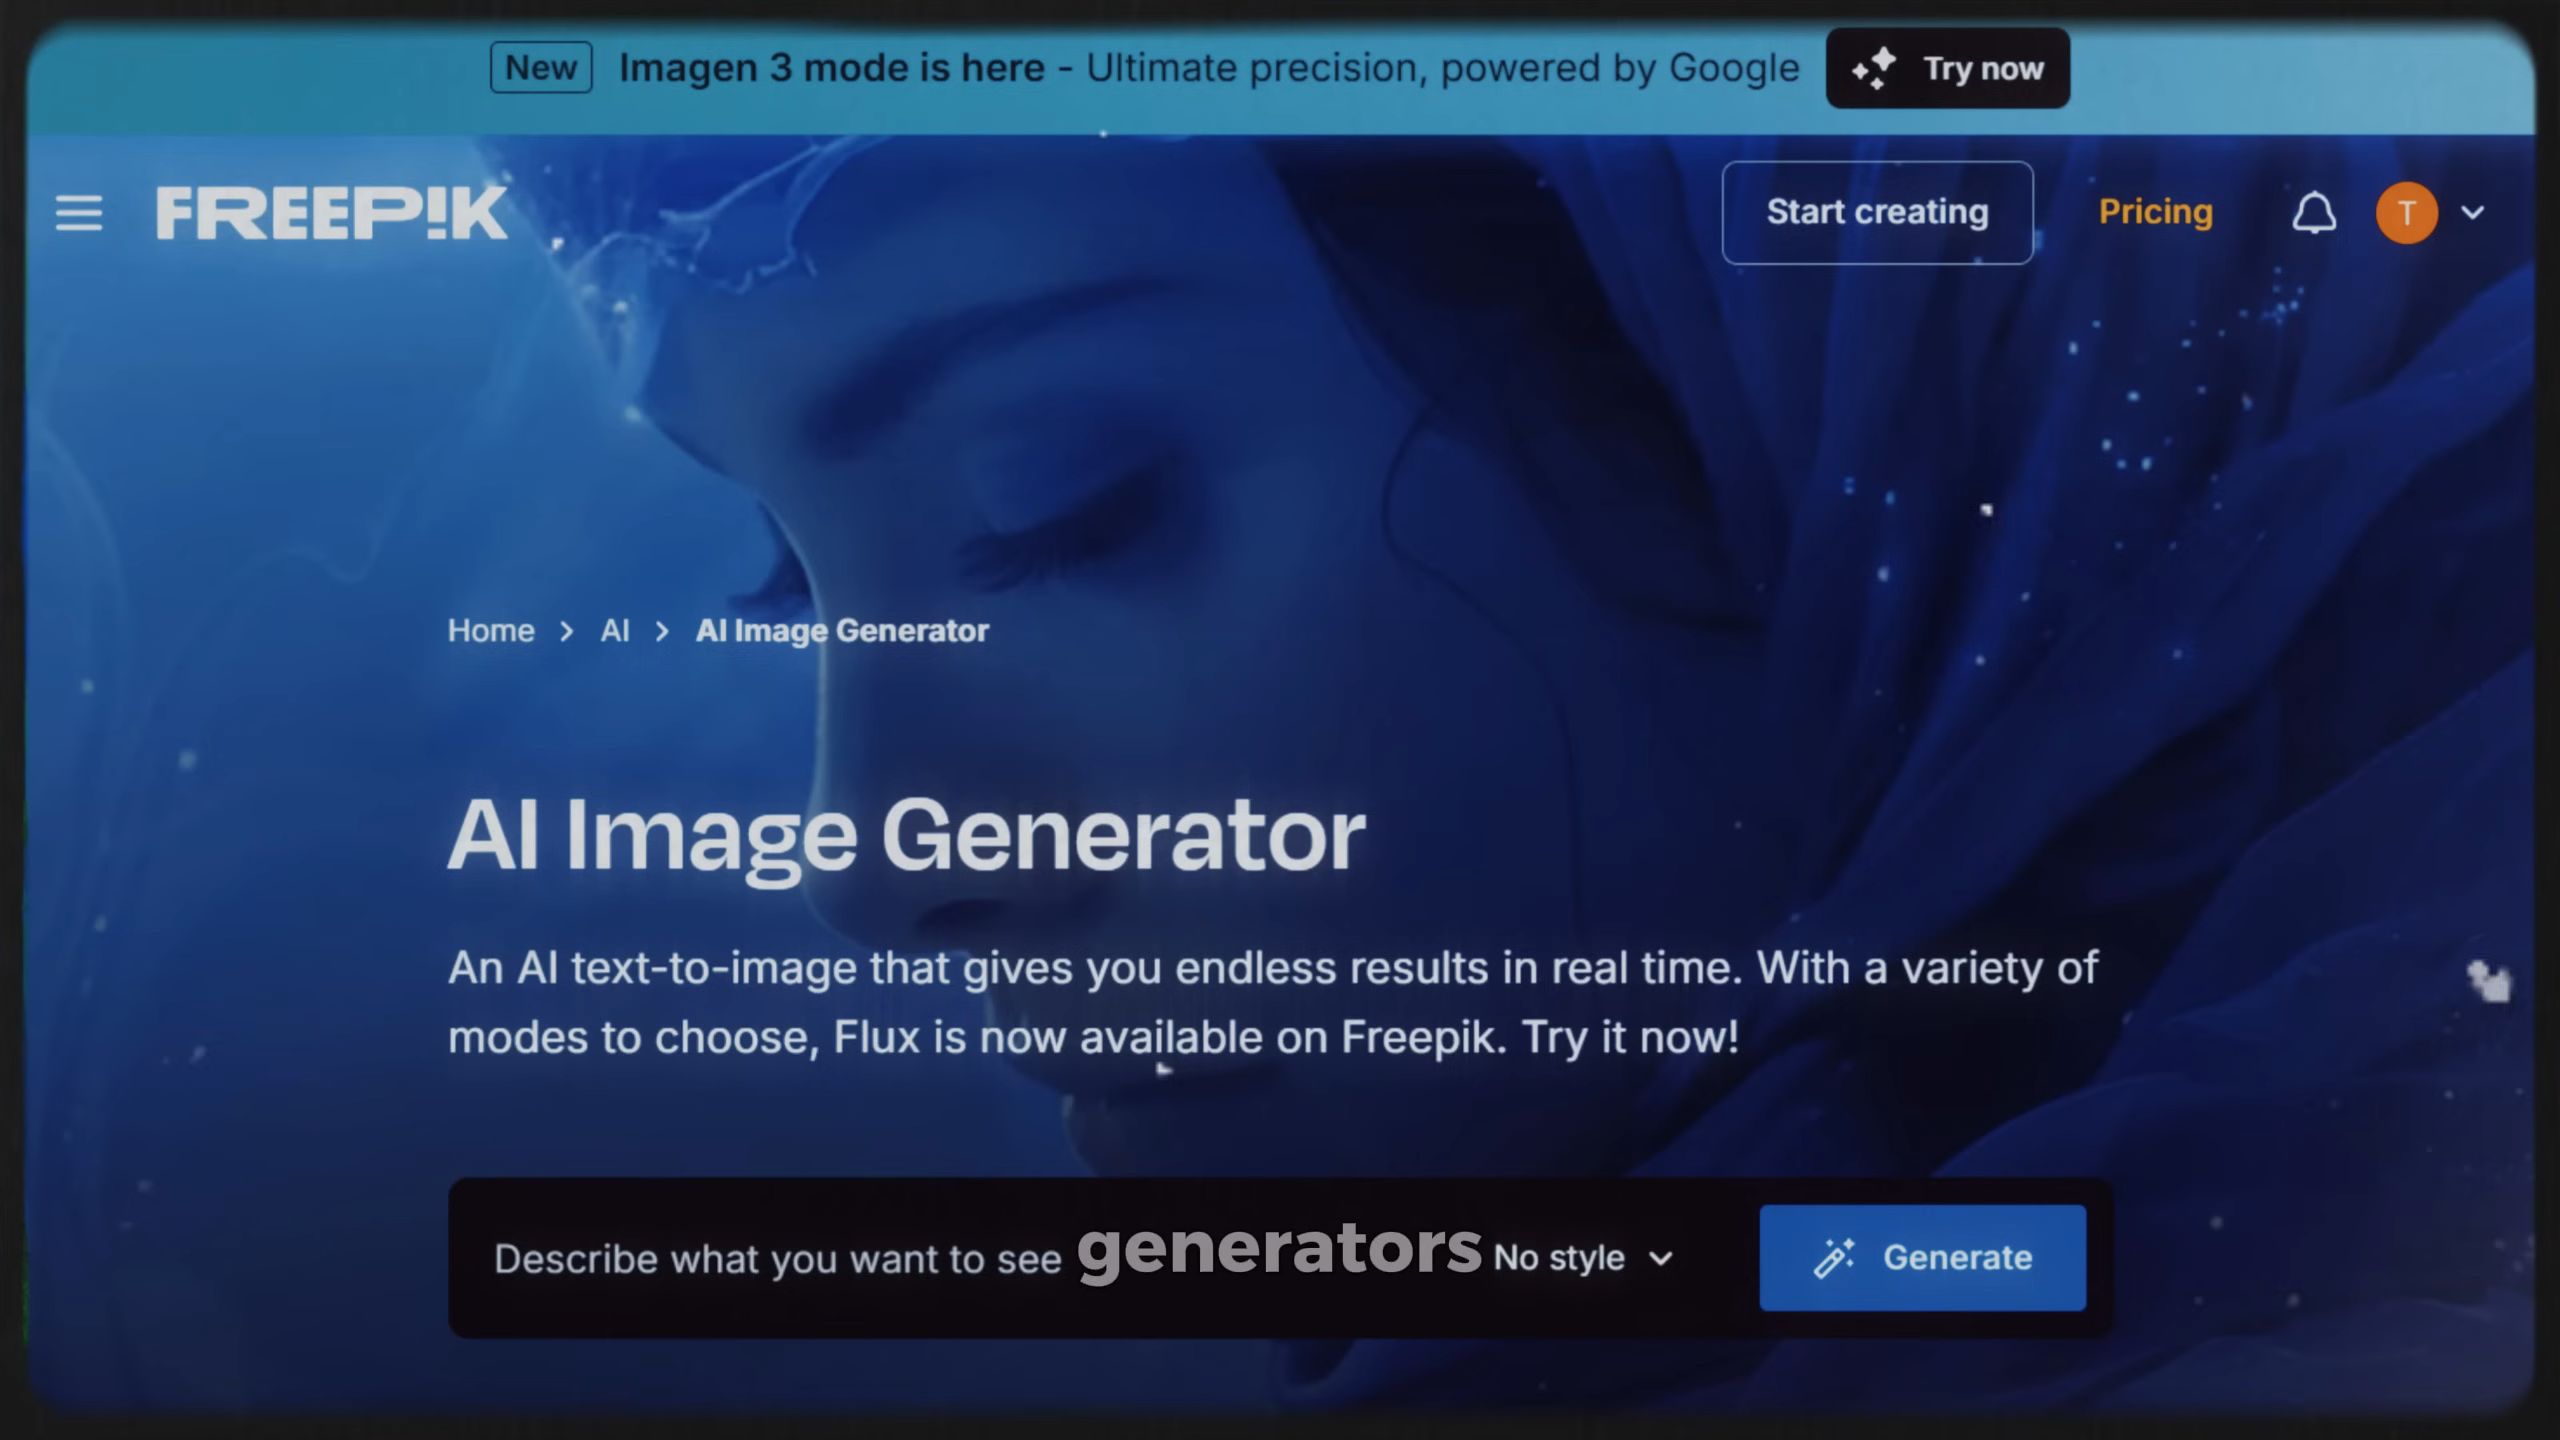 New Imagen 3 mode is here - Ultimate precision, powered by Google Try now
FREEP!K Start creating Pricing T
Home > AI > AI Image Generator
AI Image Generator
An AI text-to-image that gives you endless results in real time. With a variety of
modes to choose, Flux is now available on Freepik. Try it now!
Describe what you want to see generators No style Generate